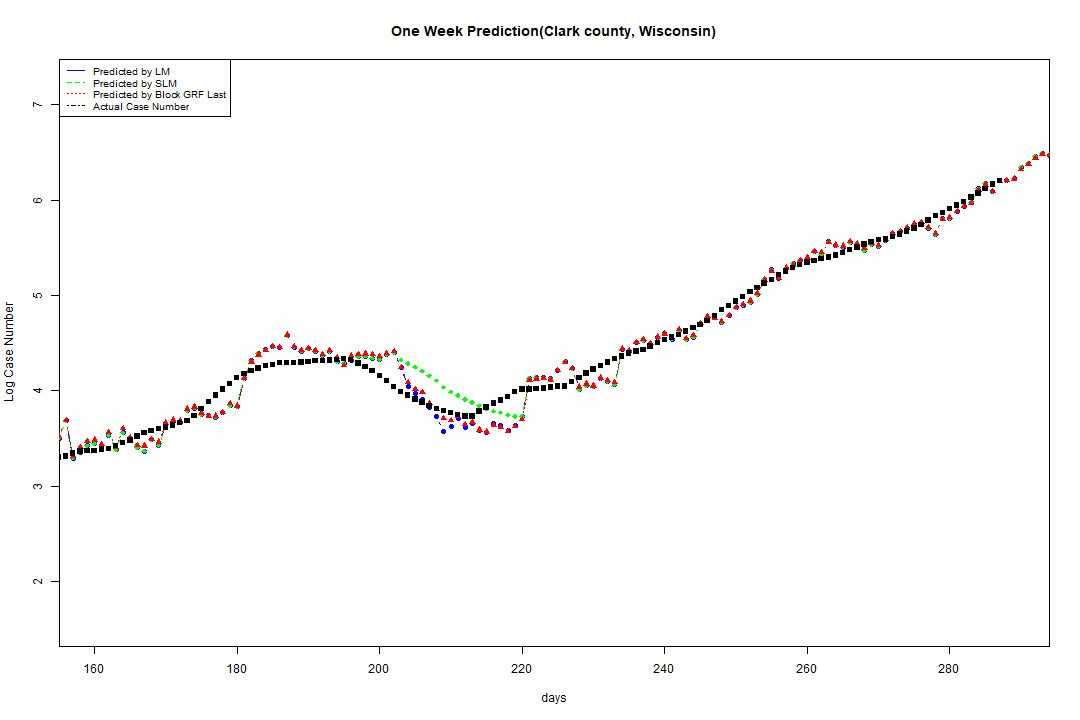 One Week Prediction(Clark county, Wisconsin)
Predicted by LM
Predicted by SLM
Predicted by Block GRF Last
Actual Case Number
Log Case Number
7
6
5
4
3
2
160 180 200 220 240 260 280
days